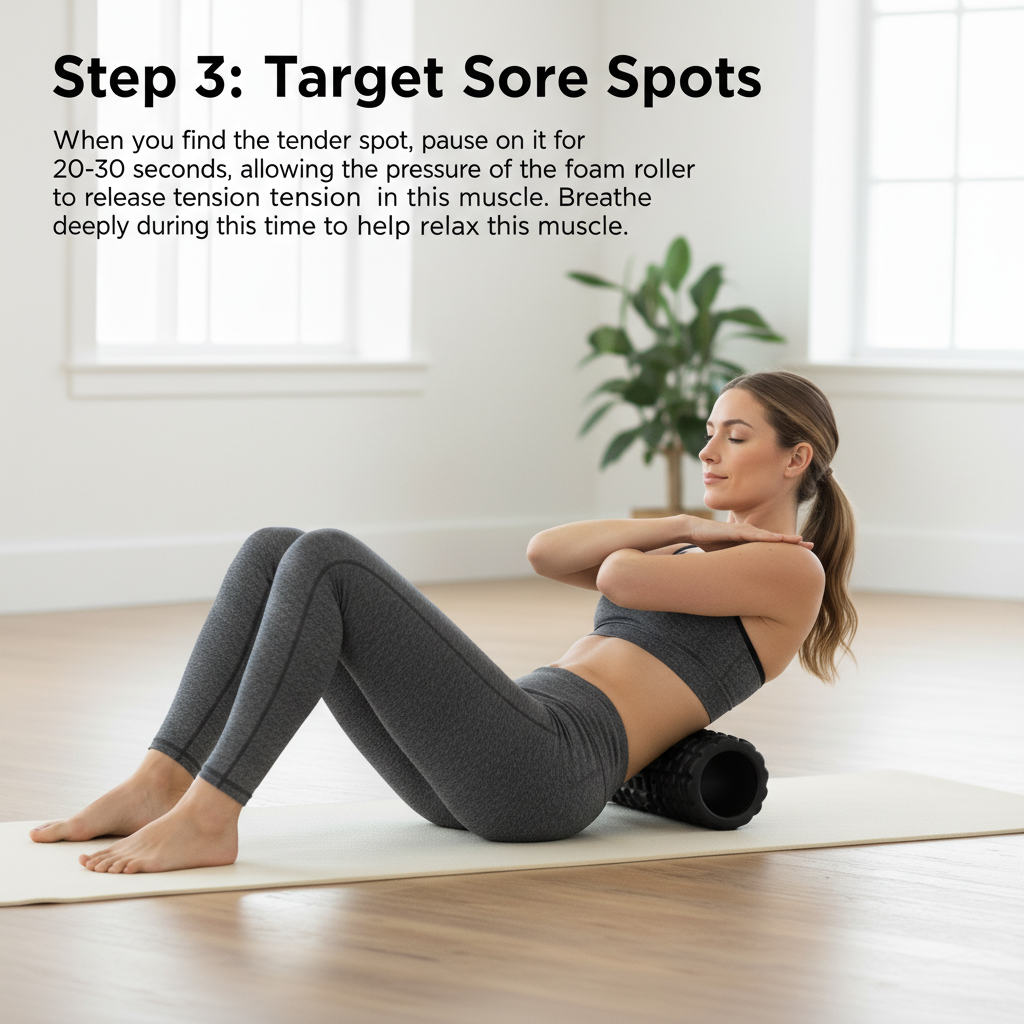 Step 3: Target Sore Spots
When you find the tender spot, pause on it for
20-30 seconds, allowing the pressure of the foam roller
to release tension tension in this muscle. Breathe
deeply during this time to help relax this muscle.